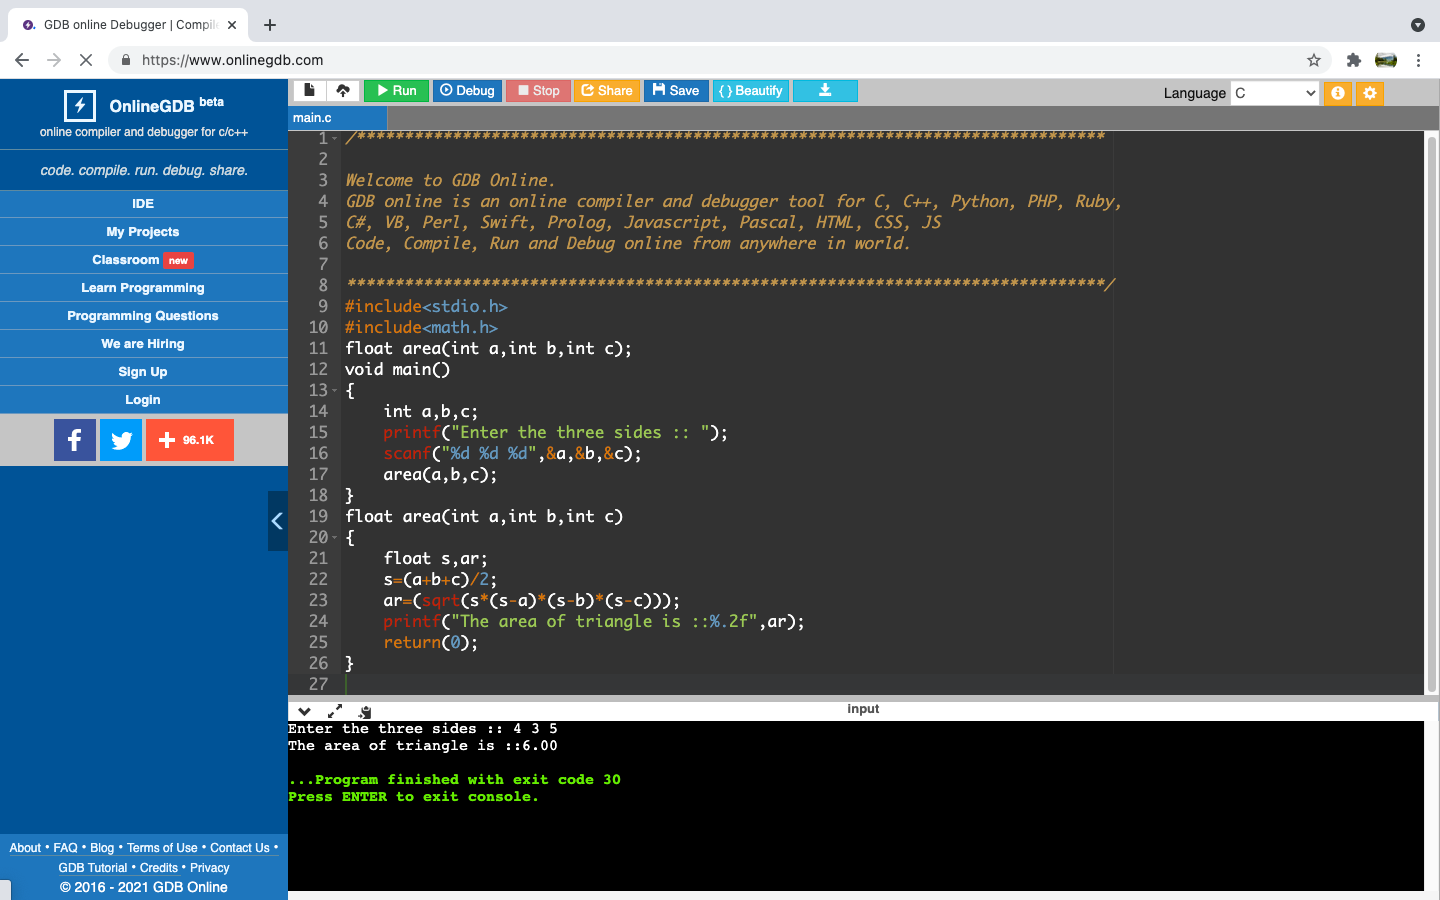 GDB online Debugger | Compil
https://www.onlinegdb.com
OnlineGDB beta
online compiler and debugger for c/c++
code. compile. run. debug. share.
IDE
My Projects
Classroom new
Learn Programming
Programming Questions
We are Hiring
Sign Up
Login
96.1K
About • FAQ • Blog • Terms of Use • Contact Us •
GDB Tutorial • Credits • Privacy
© 2016 - 2021 GDB Online
Run Debug Stop Share Save { } Beautify
Language C
main.c
1 /******************************************************************************
2
3 Welcome to GDB Online.
4 GDB online is an online compiler and debugger tool for C, C++, Python, PHP, Ruby,
5 C#, VB, Perl, Swift, Prolog, Javascript, Pascal, HTML, CSS, JS
6 Code, Compile, Run and Debug online from anywhere in world.
7
8 *******************************************************************************/
9 #include<stdio.h>
10 #include<math.h>
11 float area(int a,int b,int c);
12 void main()
13 {
14     int a,b,c;
15     printf("Enter the three sides :: ");
16     scanf("%d %d %d",&a,&b,&c);
17     area(a,b,c);
18 }
19 float area(int a,int b,int c)
20 {
21     float s,ar;
22     s=(a+b+c)/2;
23     ar=(sqrt(s*(s-a)*(s-b)*(s-c)));
24     printf("The area of triangle is ::%.2f",ar);
25     return(0);
26 }
27
input
Enter the three sides :: 4 3 5
The area of triangle is ::6.00
...Program finished with exit code 30
Press ENTER to exit console.